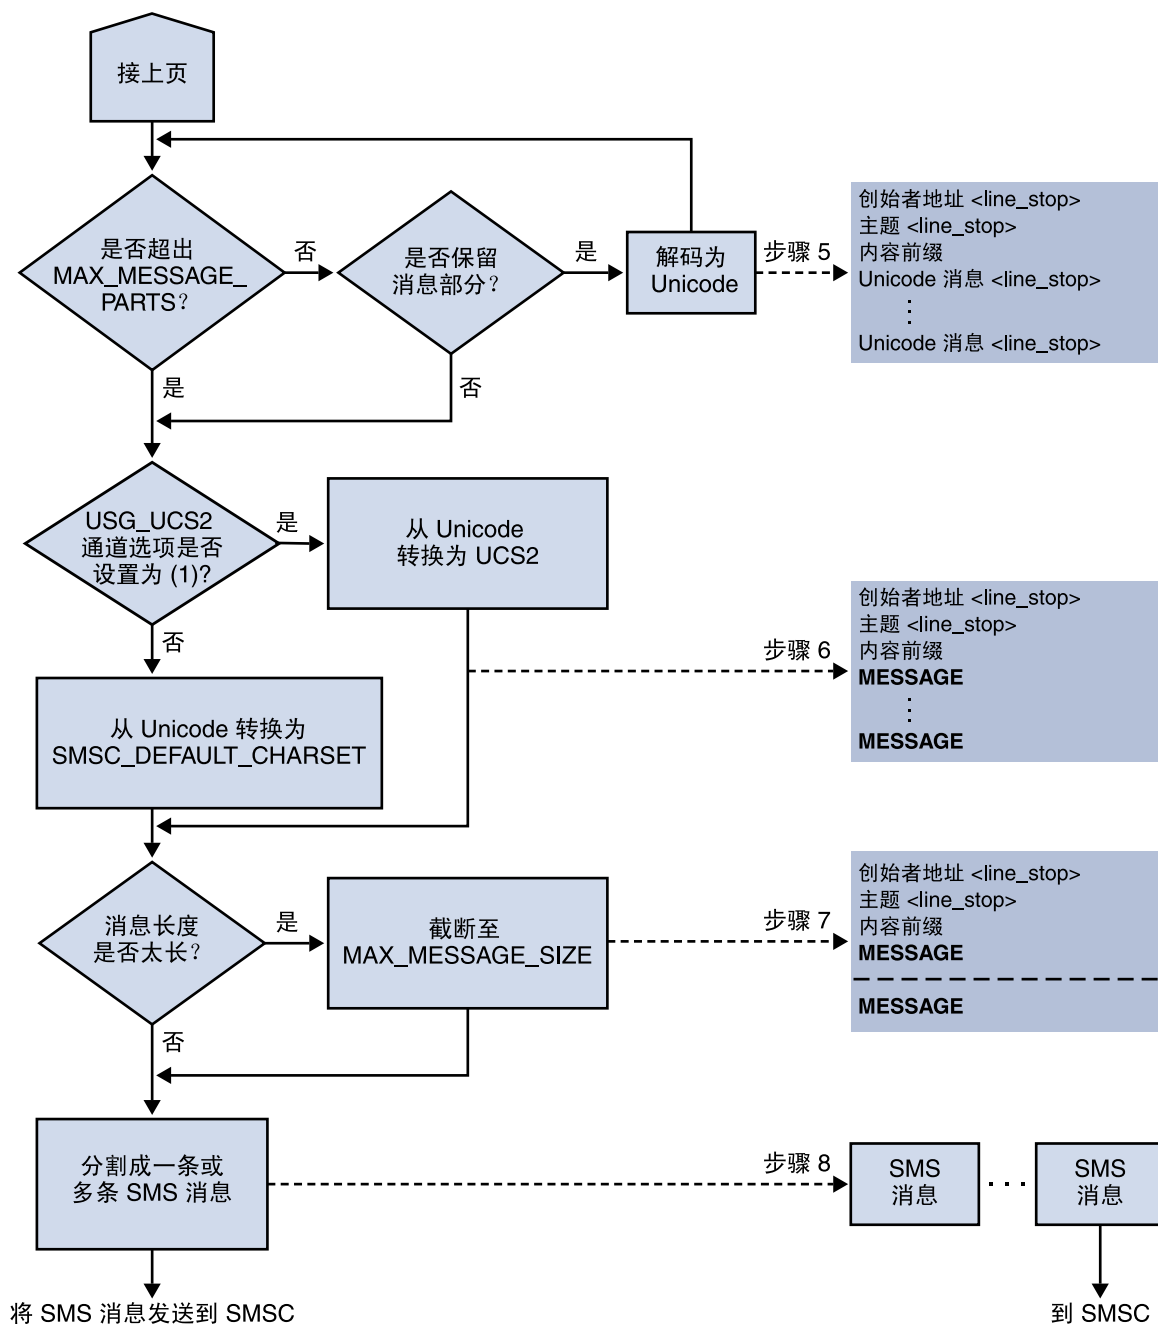 接上页
是否超出
MAX_MESSAGE_
PARTS?
否
是否保留
消息部分?
是
解码为
Unicode
步骤 5
创始者地址 <line_stop>
主题 <line_stop>
内容前缀
Unicode 消息 <line_stop>
Unicode 消息 <line_stop>
是
否
USG_UCS2
通道选项是否
设置为 (1)?
是
从 Unicode
转换为 UCS2
否
步骤 6
创始者地址 <line_stop>
主题 <line_stop>
内容前缀
MESSAGE
MESSAGE
从 Unicode 转换为
SMSC_DEFAULT_CHARSET
消息长度
是否太长?
是
截断至
MAX_MESSAGE_SIZE
步骤 7
创始者地址 <line_stop>
主题 <line_stop>
内容前缀
MESSAGE
MESSAGE
否
分割成一条或
多条 SMS 消息
步骤 8
SMS
消息
SMS
消息
将 SMS 消息发送到 SMSC
到 SMSC